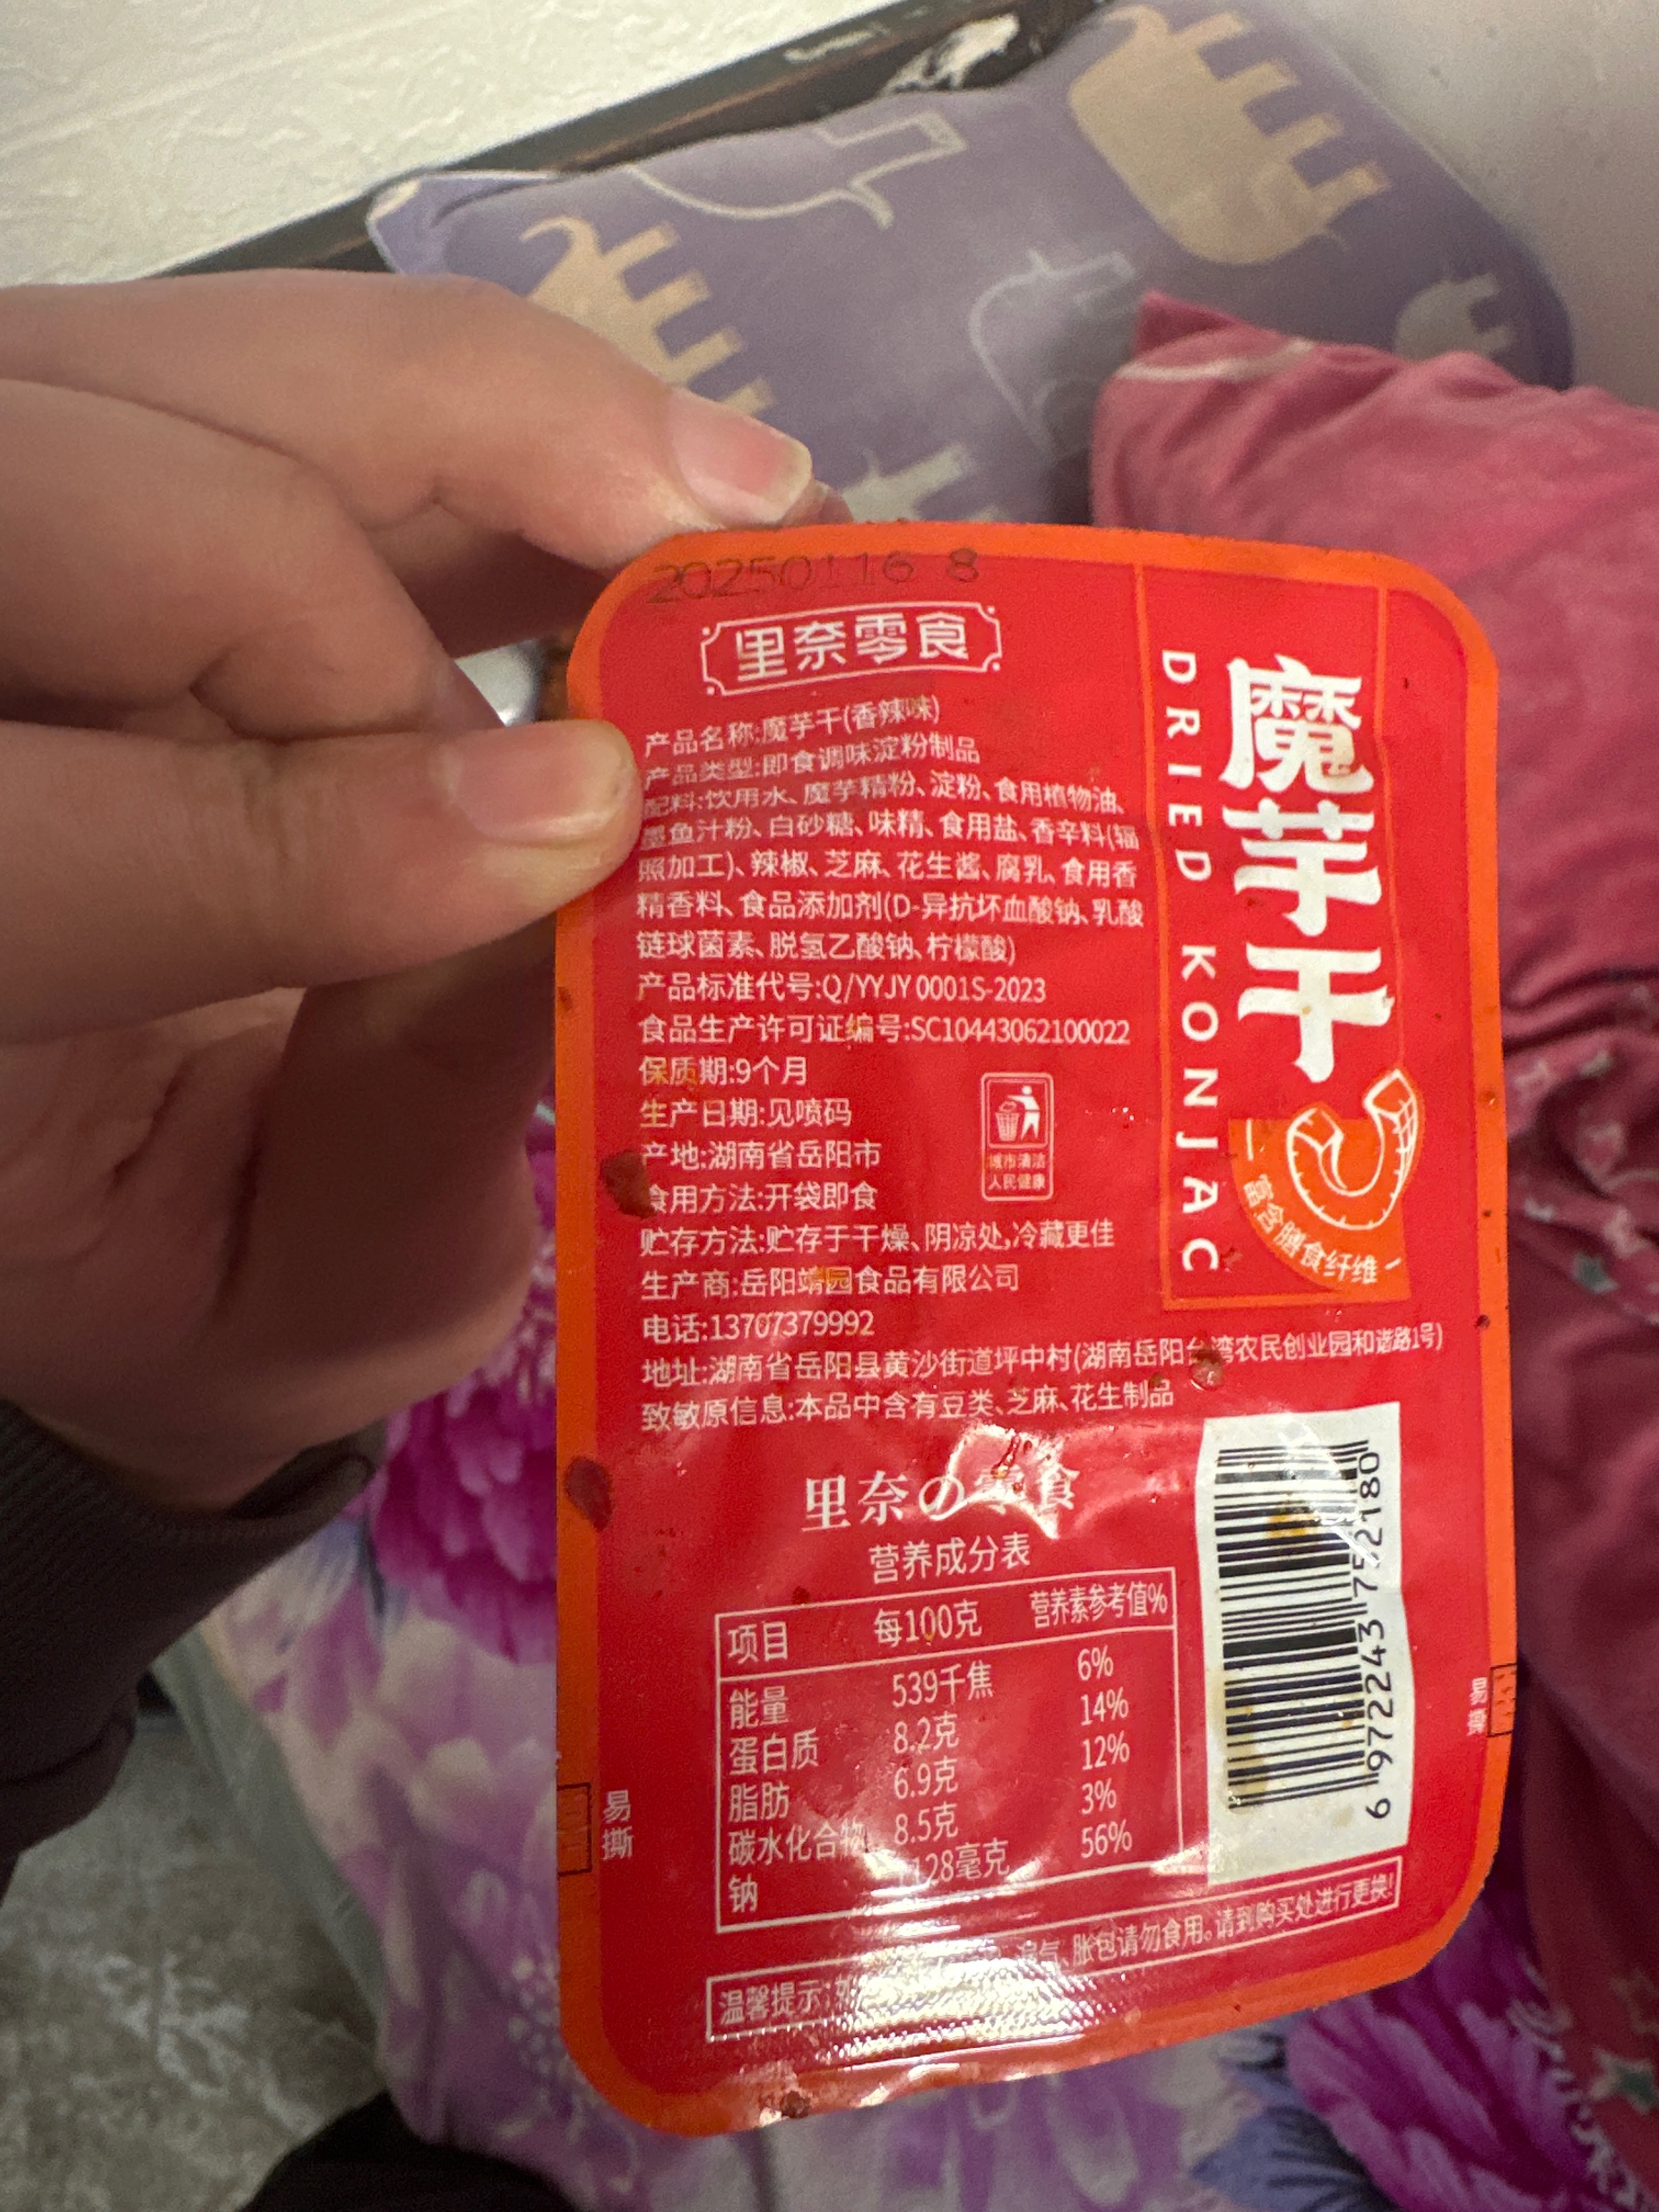 20250116 8
里奈零食
产品名称:魔芋干(香辣味)
产品类型:即食调味淀粉制品
配料:饮用水、魔芋精粉、淀粉、食用植物油、
墨鱼汁粉、白砂糖、味精、食用盐、香辛料(辐
照加工)、辣椒、芝麻、花生酱、腐乳、食用香
精香料、食品添加剂(D-异抗坏血酸钠、乳酸
链球菌素、脱氢乙酸钠、柠檬酸)
产品标准代号:Q/YYJY 0001S-2023
食品生产许可证编号:SC10443062100022
保质期:9个月
生产日期:见喷码
产地:湖南省岳阳市
食用方法:开袋即食
贮存方法:贮存于干燥、阴凉处,冷藏更佳
生产商:岳阳靖园食品有限公司
电话:13707379992
地址:湖南省岳阳县黄沙街道坪中村(湖南岳阳台湾农民创业园和谐路1号)
致敏原信息:本品中含有豆类、芝麻、花生制品
城市清洁
人民健康
魔芋干
DRIED KONJAC
富含膳食纤维
里奈の零食
营养成分表
项目 每100克 营养素参考值%
能量 539千焦 6%
蛋白质 8.2克 14%
脂肪 6.9克 12%
碳水化合物 8.5克 3%
钠 1128毫克 56%
温馨提示 胀包请勿食用。请到购买处进行更换!
6 972243 752180
易撕
易撕